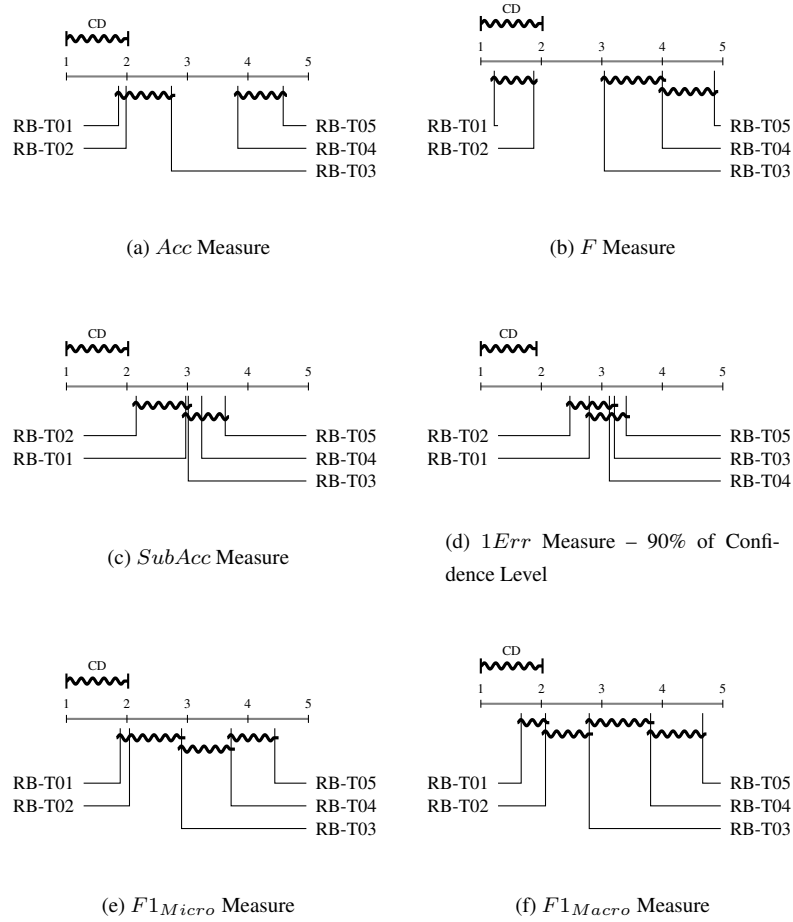 CD
1 2 3 4 5
RB-T01 RB-T05
RB-T02 RB-T04
RB-T03
(a) Acc Measure
CD
1 2 3 4 5
RB-T01 RB-T05
RB-T02 RB-T04
RB-T03
(b) F Measure
CD
1 2 3 4 5
RB-T02 RB-T05
RB-T01 RB-T04
RB-T03
(c) SubAcc Measure
CD
1 2 3 4 5
RB-T02 RB-T05
RB-T01 RB-T03
RB-T04
(d) 1Err Measure – 90% of Confi-
dence Level
CD
1 2 3 4 5
RB-T01 RB-T05
RB-T02 RB-T04
RB-T03
(e) F1Micro Measure
CD
1 2 3 4 5
RB-T01 RB-T05
RB-T02 RB-T04
RB-T03
(f) F1Macro Measure